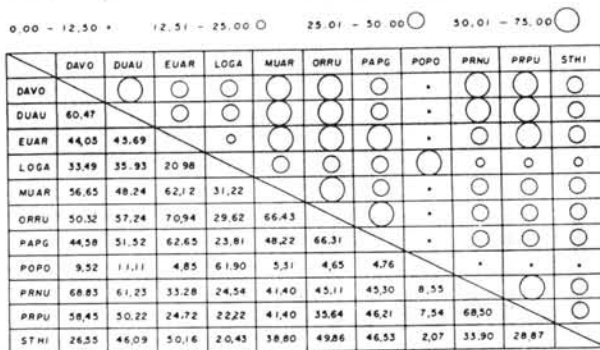 0,00 - 12,50 • 12,51 - 25.00 ○ 25.01 - 50.00 ○ 50,01 - 75,00 ○
DAVO DUAU EUAR LOGA MUAR ORRU PAPG POPO PRNU PRPU STHI
DAVO
DUAU 60,47
EUAR 44,05 45.69
LOGA 33,49 35.93 20 98
MUAR 56,65 48.24 62,12 31,22
ORRU 50.32 57,24 70,94 29,62 66.43
PAPG 44,58 51,52 62,65 23,81 48,22 66,31
POPO 9,52 11,11 4,85 61.90 5,31 4,65 4.76
PRNU 68.83 61,23 33.28 24,54 41,40 45,11 45,30 8,55
PRPU 58,45 50.22 24.72 22,22 41,40 35,64 46,21 7,54 68,50
STHI 26,55 46,09 50,16 20,43 38,80 49,86 46,53 2,07 33,90 28,87